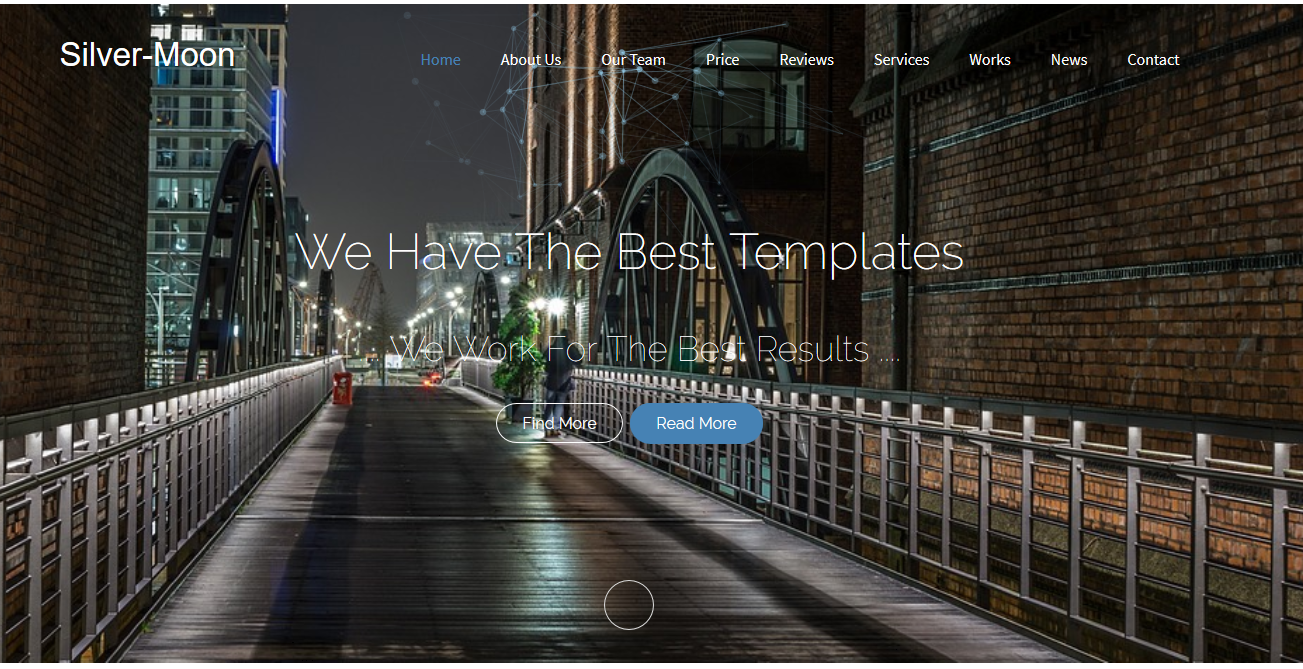 Silver-Moon
Home About Us Our Team Price Reviews Services Works News Contact
We Have The Best Templates
We Work For The Best Results ....
Find More Read More